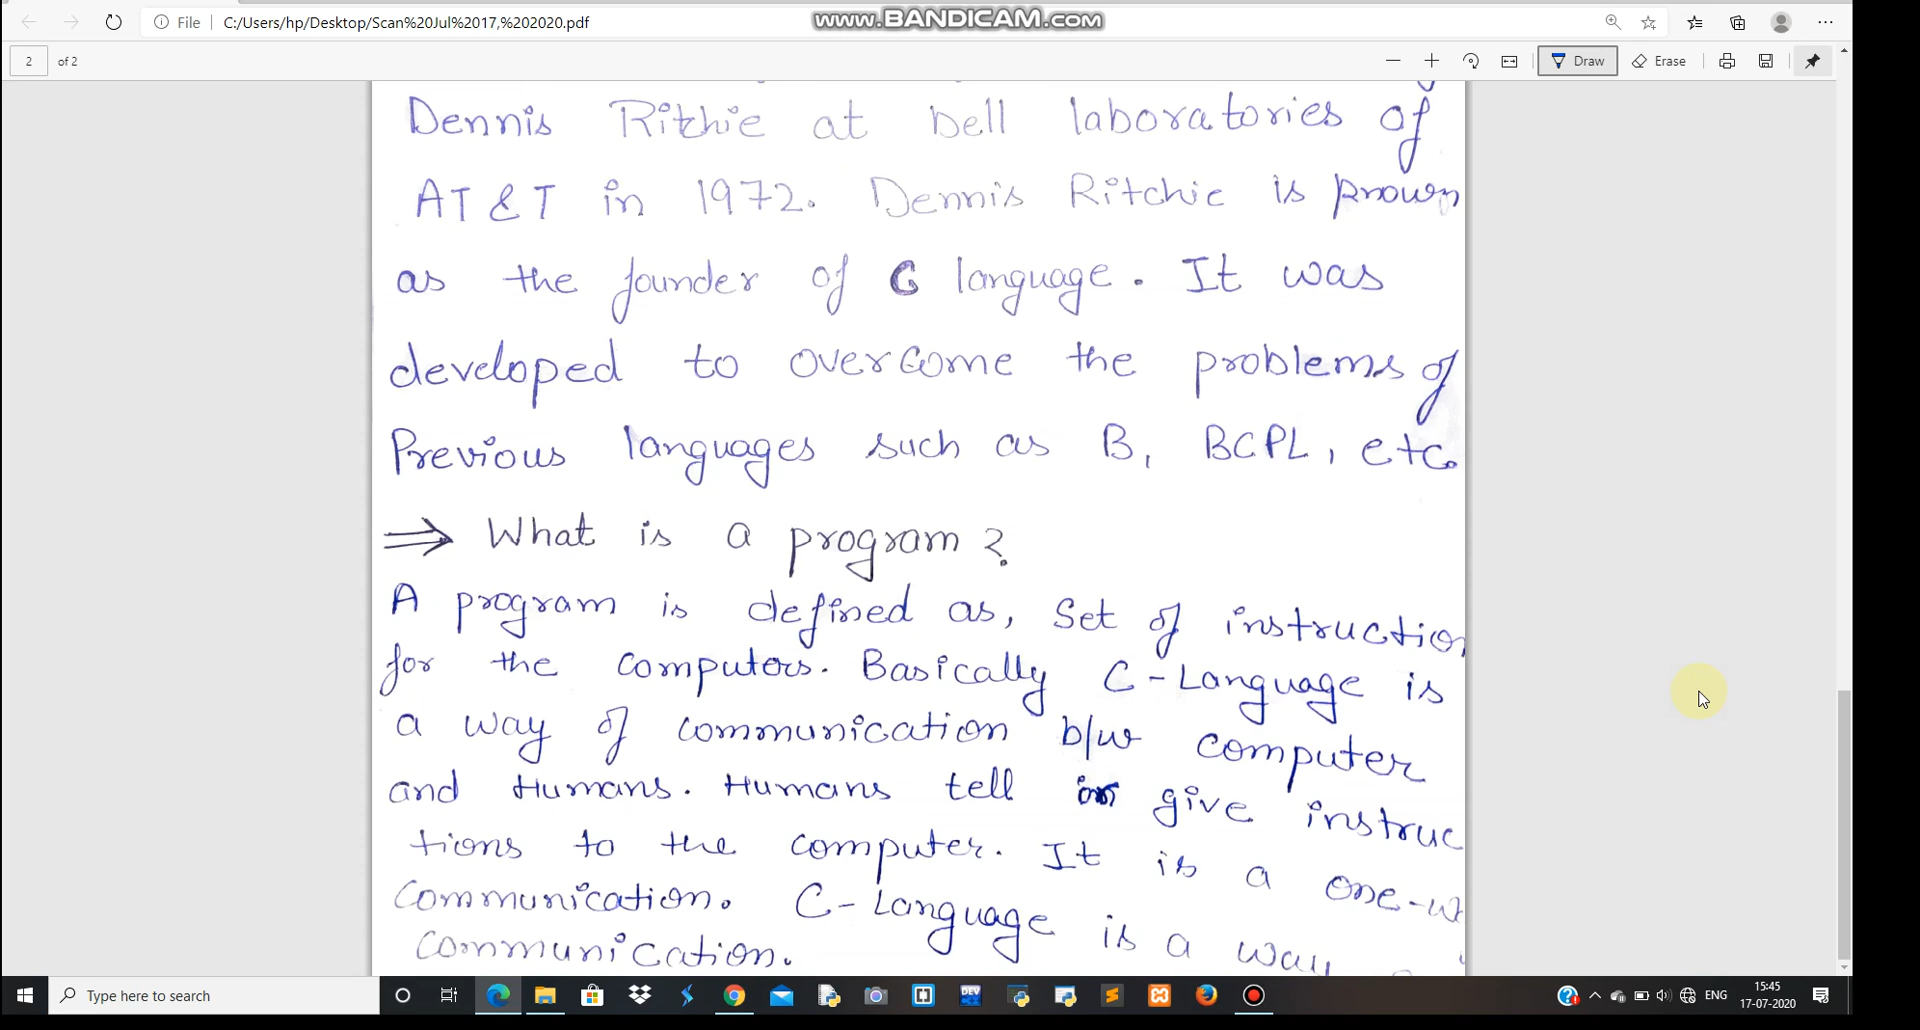 File C:/Users/hp/Desktop/Scan%20Jul%2017,%202020.pdf
www.BANDICAM.com
2 of 2
Draw Erase
Dennis Ritchie at Bell laboratories of
AT & T in 1972. Dennis Ritchie is known
as the founder of C language. It was
developed to overcome the problems of
Previous languages such as B, BCPL, etc.
⇒ What is a program?
A program is defined as, Set of instruction
for the computers. Basically C-Language is
a way of communication b/w computer
and Humans. Humans tell or give instruc
tions to the computer. It is a one-w
Communication. C-Language is a way
Communication.
Type here to search
DEV
ENG
15:45
17-07-2020